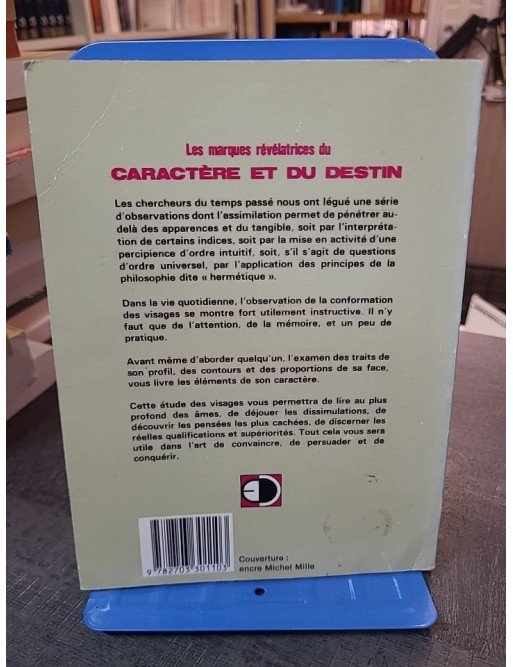 Les marques révélatrices du
CARACTÈRE ET DU DESTIN
Les chercheurs du temps passé nous ont légué une série
d'observations dont l'assimilation permet de pénétrer au-
delà des apparences et du tangible, soit par l'interpréta-
tion de certains indices, soit par la mise en activité d'une
percipience d'ordre intuitif, soit, s'il s'agit de questions
d'ordre universel, par l'application des principes de la
philosophie dite « hermétique ».
Dans la vie quotidienne, l'observation de la conformation
des visages se montre fort utilement instructive. Il n'y
faut que de l'attention, de la mémoire, et un peu de
pratique.
Avant même d'aborder quelqu'un, l'examen des traits de
son profil, des contours et des proportions de sa face,
vous livre les éléments de son caractère.
Cette étude des visages vous permettra de lire au plus
profond des âmes, de déjouer les dissimulations, de
découvrir les pensées les plus cachées, de discerner les
réelles qualifications et supériorités. Tout cela vous sera
utile dans l'art de convaincre, de persuader et de
conquérir.
9 782703 301103
Couverture :
encre Michel Mille